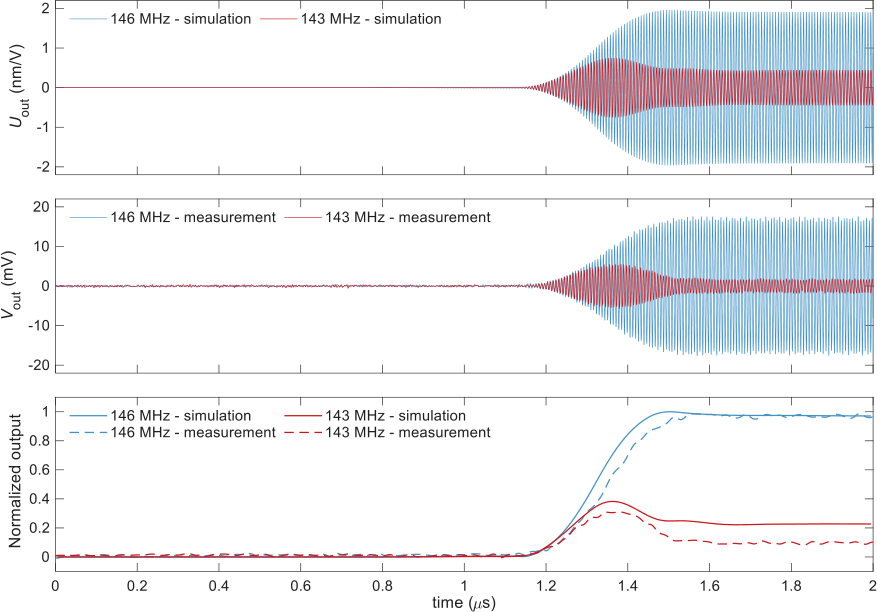 146 MHz - simulation 143 MHz - simulation
2
1
0
-1
-2
U_out (nm/V)
146 MHz - measurement 143 MHz - measurement
20
10
0
-10
-20
V_out (mV)
146 MHz - simulation 143 MHz - simulation
146 MHz - measurement 143 MHz - measurement
1
0.8
0.6
0.4
0.2
0
Normalized output
0 0.2 0.4 0.6 0.8 1 1.2 1.4 1.6 1.8 2
time (μs)